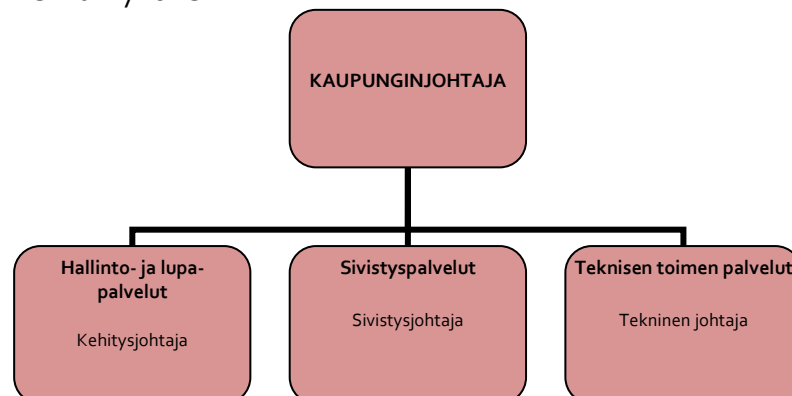 KAUPUNGINJOHTAJA
Hallinto- ja lupa-
palvelut
Kehitysjohtaja
Sivistyspalvelut
Sivistysjohtaja
Teknisen toimen palvelut
Tekninen johtaja